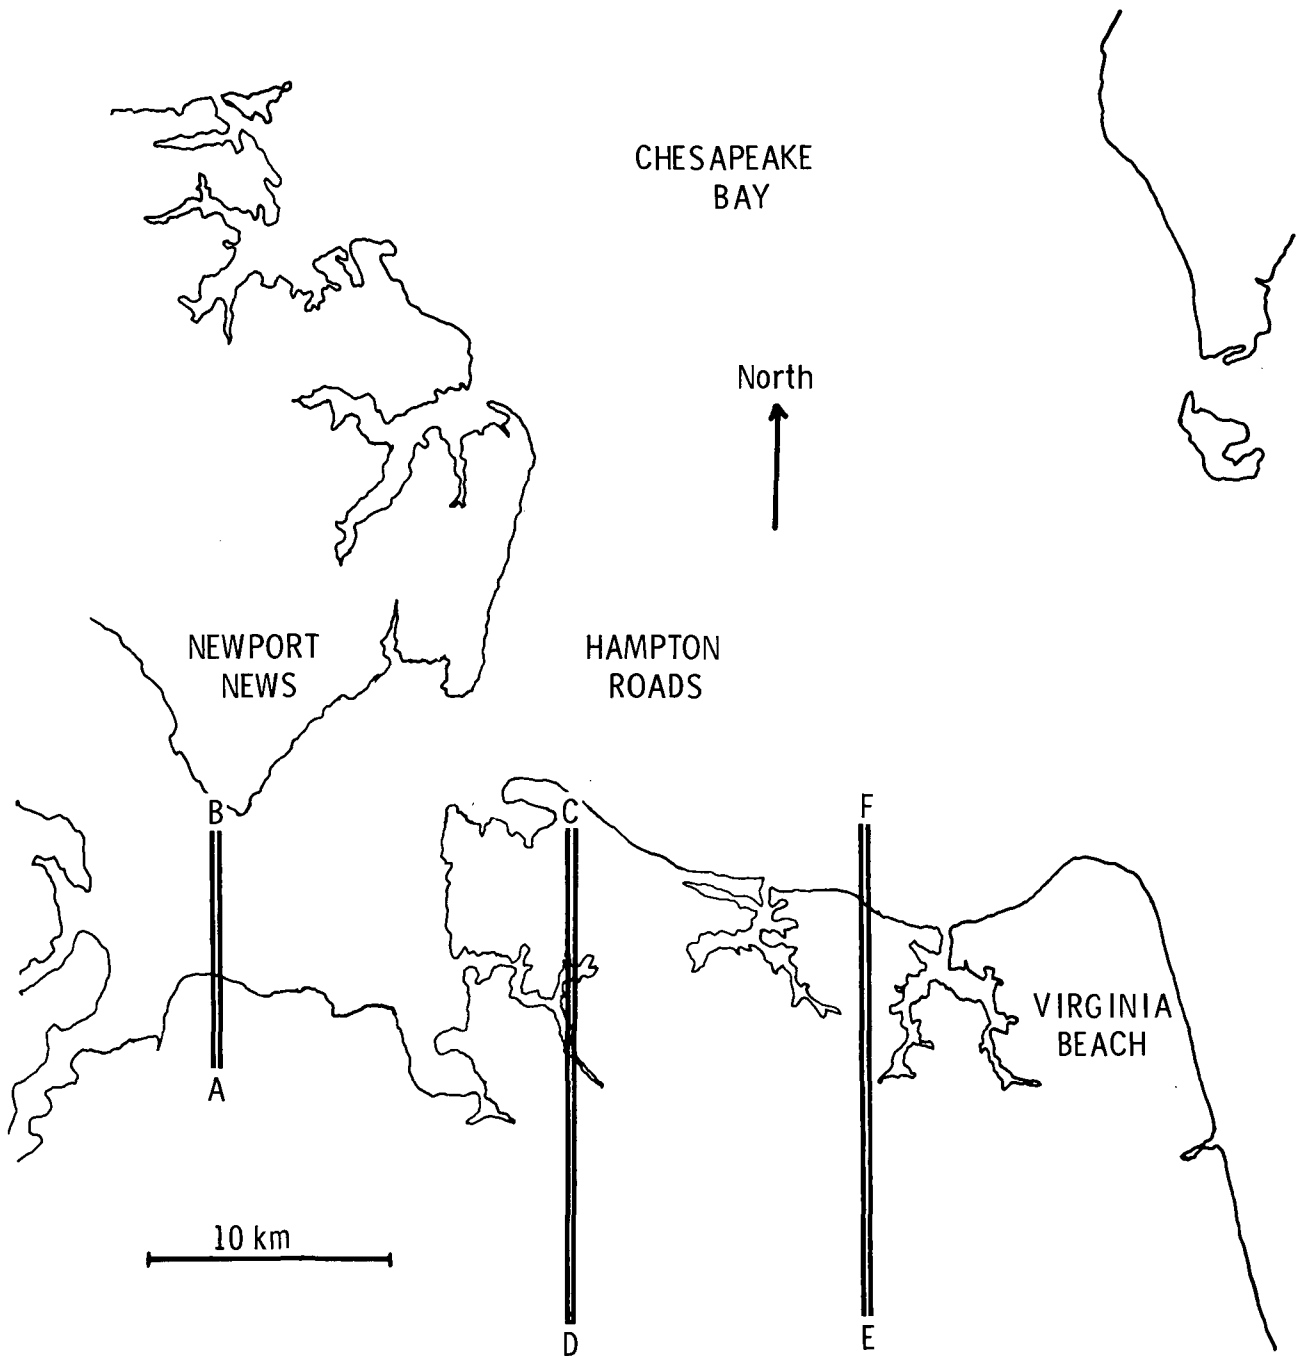 CHESAPEAKE
BAY
North
NEWPORT
NEWS
HAMPTON
ROADS
B
C
F
VIRGINIA
BEACH
A
10 km
D
E